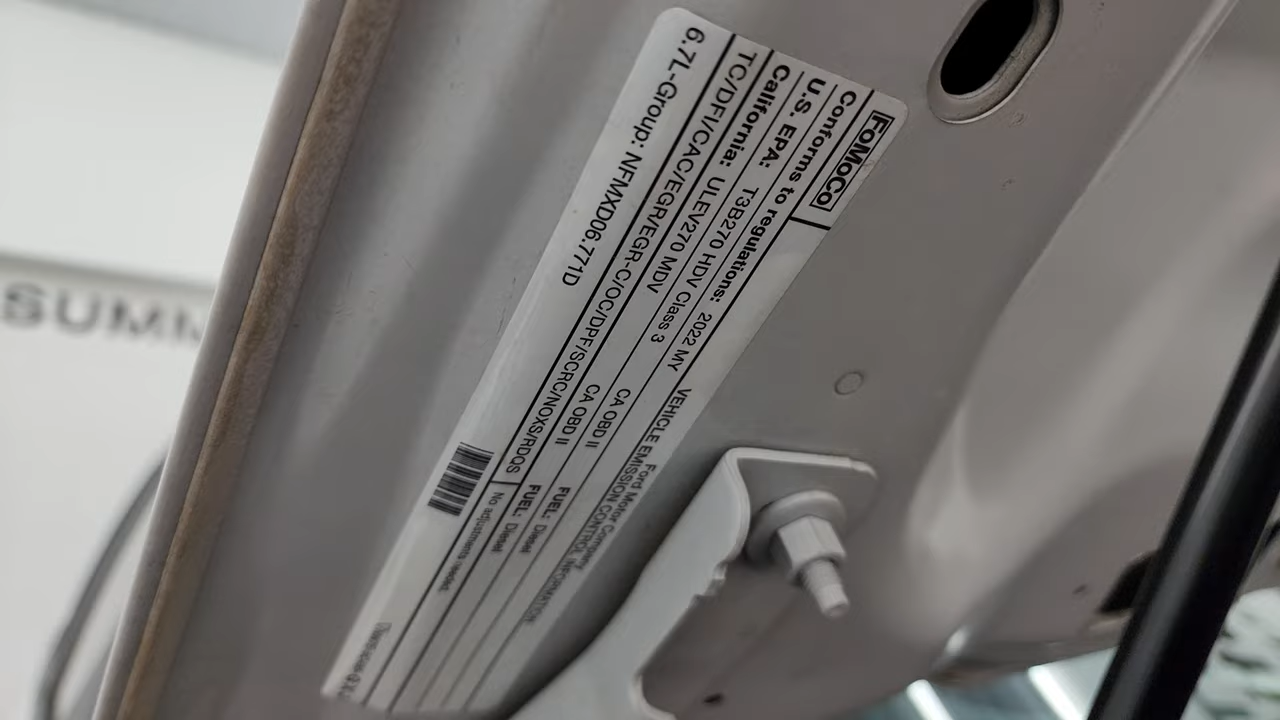 FoMoCo
Ford Motor Company
VEHICLE EMISSION CONTROL INFORMATION
Conforms to regulations: 2022 MY
U.S. EPA: T3B270 HDV Class 3 CA OBD II FUEL: Diesel
California: ULEV270 MDV CA OBD II FUEL: Diesel
TC/DFI/CAC/EGR/EGR-C/OC/DPF/SCRC/NOXS/RDQS No adjustments needed.
6.7L-Group: NFMXD06.771D